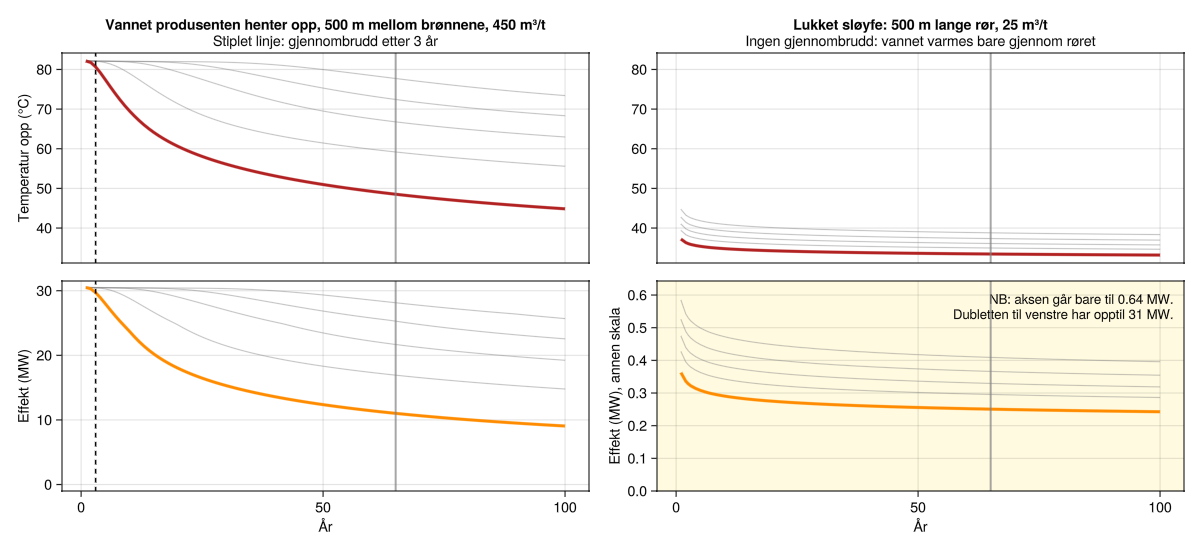 Vannet produsenten henter opp, 500 m mellom brønnene, 450 m³/t
Stiplet linje: gjennombrudd etter 3 år
Temperatur opp (°C)
80
70
60
50
40
Effekt (MW)
30
20
10
0
0
50
100
År
Lukket sløyfe: 500 m lange rør, 25 m³/t
Ingen gjennombrudd: vannet varmes bare gjennom røret
80
70
60
50
40
Effekt (MW), annen skala
NB: aksen går bare til 0.64 MW.
Dubletten til venstre har opptil 31 MW.
0.6
0.5
0.4
0.3
0.2
0.1
0.0
0
50
100
År